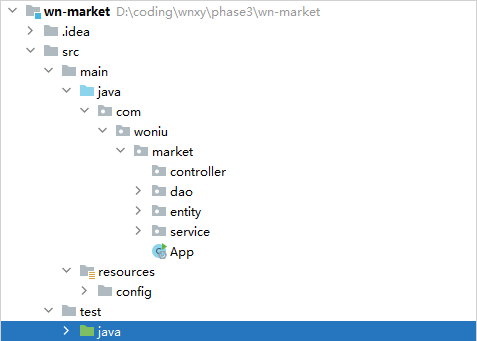 wn-market D:\coding\wnxy\phase3\wn-market
.idea
src
main
java
com
woniu
market
controller
dao
entity
service
App
resources
config
test
java